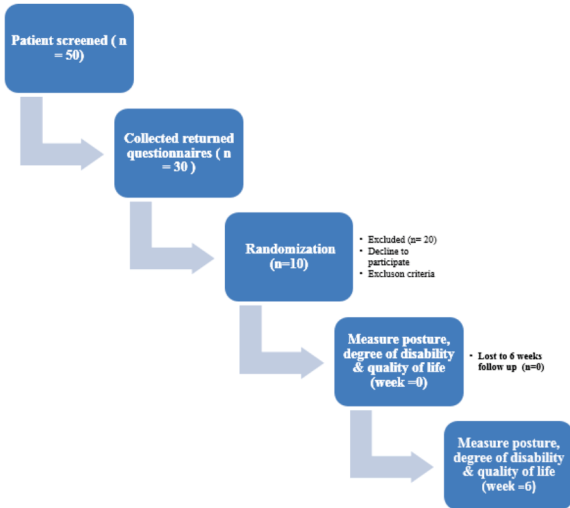 Patient screened ( n
= 50)
Collected returned
questionnaires ( n
= 30 )
Randomization
(n=10)
• Excluded (n= 20)
• Decline to
participate
• Excluson criteria
Measure posture,
degree of disability
& quality of life
(week =0)
• Lost to 6 weeks
follow up (n=0)
Measure posture,
degree of disability
& quality of life
(week =6)